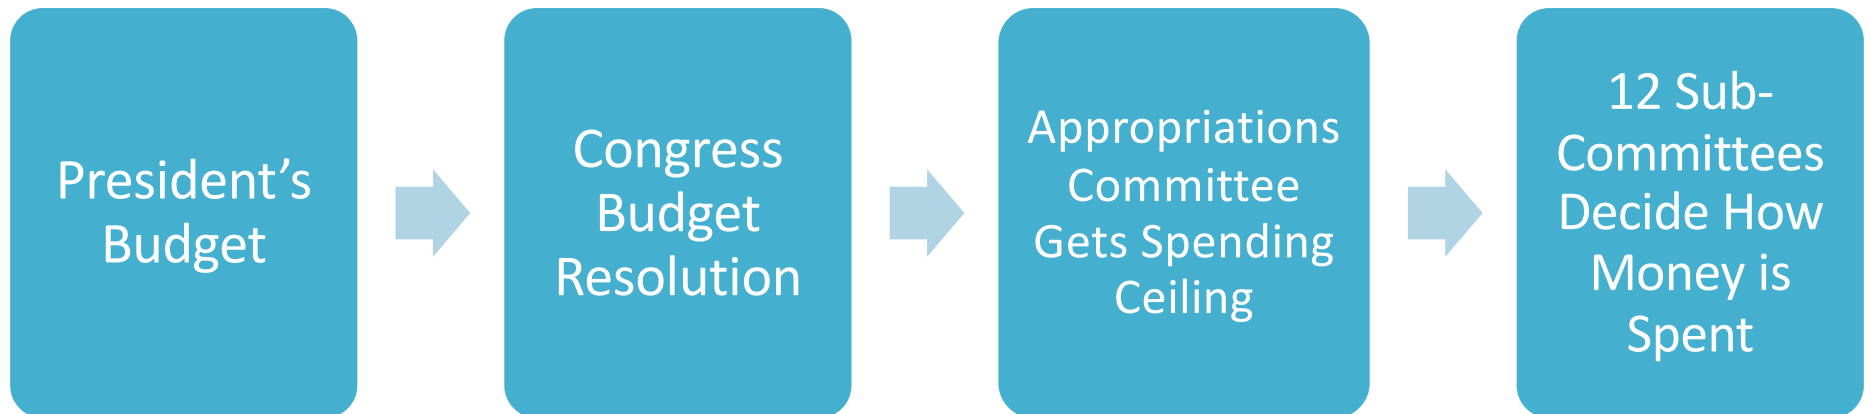 President’s
Budget
Congress
Budget
Resolution
Appropriations
Committee
Gets Spending
Ceiling
12 Sub-
Committees
Decide How
Money is
Spent